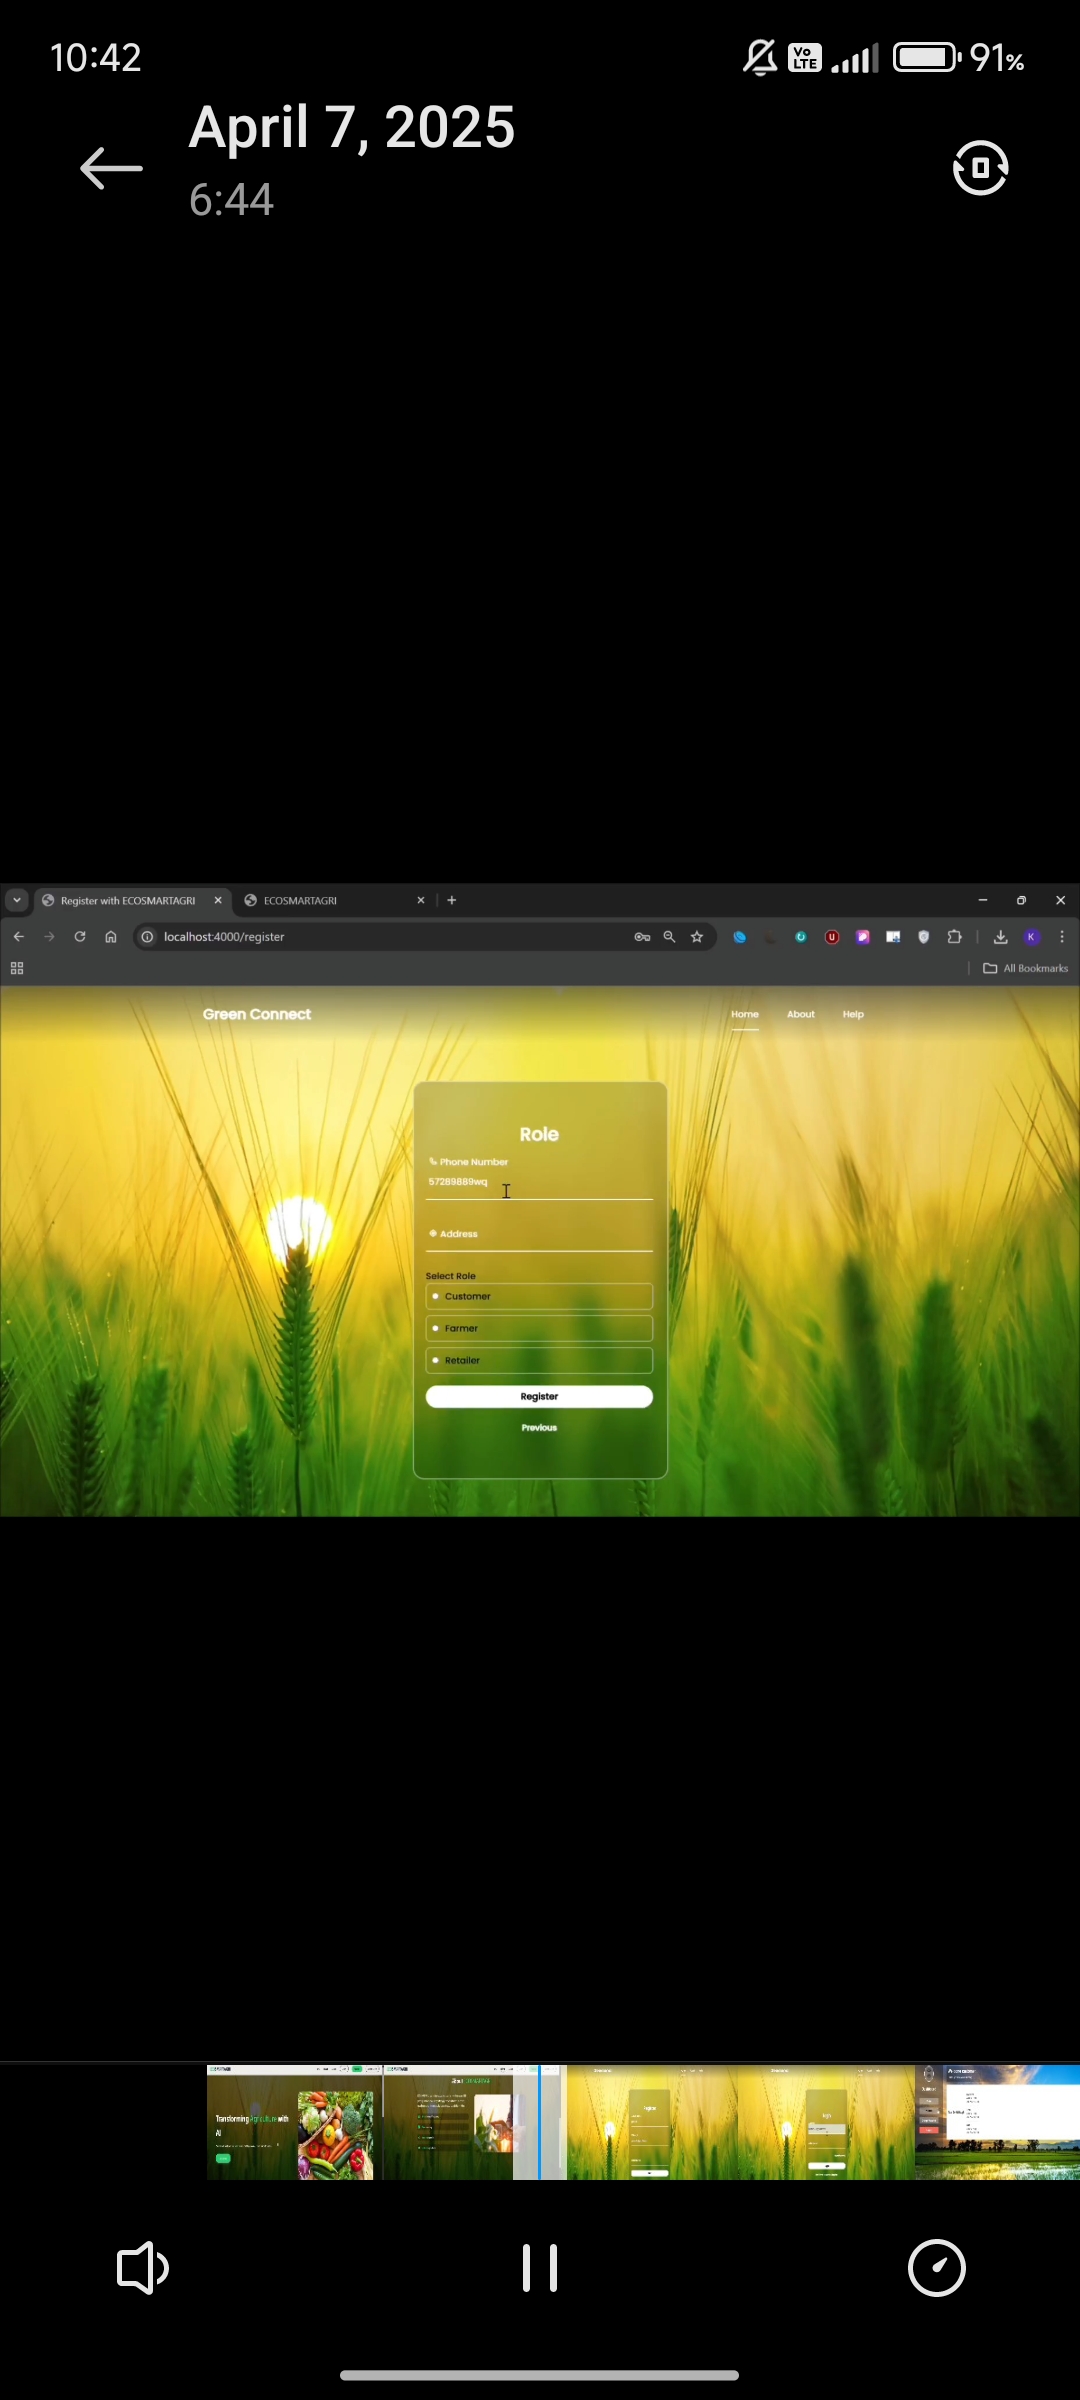 10:42
Vo LTE
91%
April 7, 2025
6:44
Register with ECOSMARTAGRI
ECOSMARTAGRI
localhost:4000/register
U
K
All Bookmarks
Green Connect
Home
About
Help
Role
Phone Number
57289889wq
Address
Select Role
Customer
Farmer
Retailer
Register
Previous
Transforming Agriculture with
AI